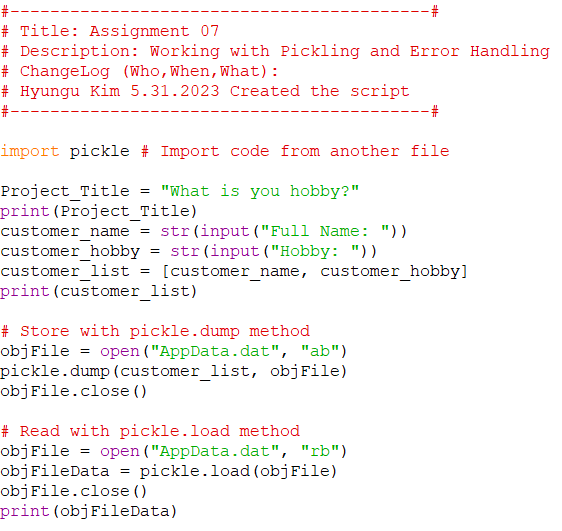 #------------------------------------------#
# Title: Assignment 07
# Description: Working with Pickling and Error Handling
# ChangeLog (Who,When,What):
# Hyungu Kim 5.31.2023 Created the script
#------------------------------------------#
import pickle # Import code from another file
Project_Title = "What is you hobby?"
print(Project_Title)
customer_name = str(input("Full Name: "))
customer_hobby = str(input("Hobby: "))
customer_list = [customer_name, customer_hobby]
print(customer_list)
# Store with pickle.dump method
objFile = open("AppData.dat", "ab")
pickle.dump(customer_list, objFile)
objFile.close()
# Read with pickle.load method
objFile = open("AppData.dat", "rb")
objFileData = pickle.load(objFile)
objFile.close()
print(objFileData)